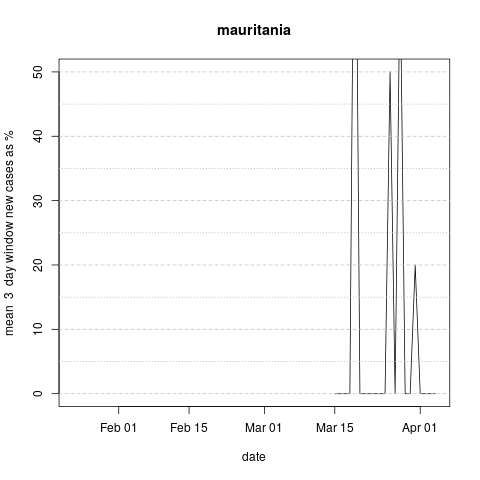 mauritania
mean  3  day window new cases as %
50
40
30
20
10
0
Feb 01
Feb 15
Mar 01
Mar 15
Apr 01
date